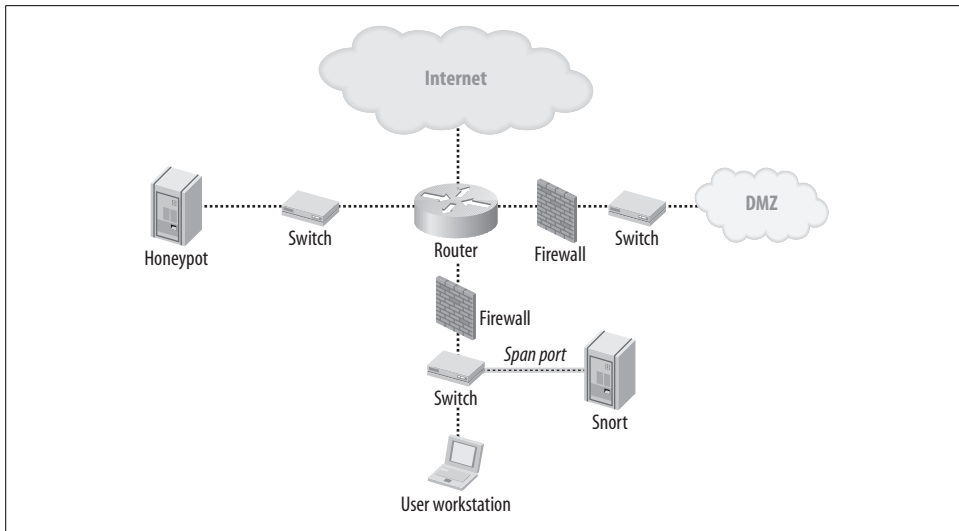 Internet
DMZ
Honeypot
Switch
Router
Firewall
Switch
Firewall
Span port
Switch
Snort
User workstation